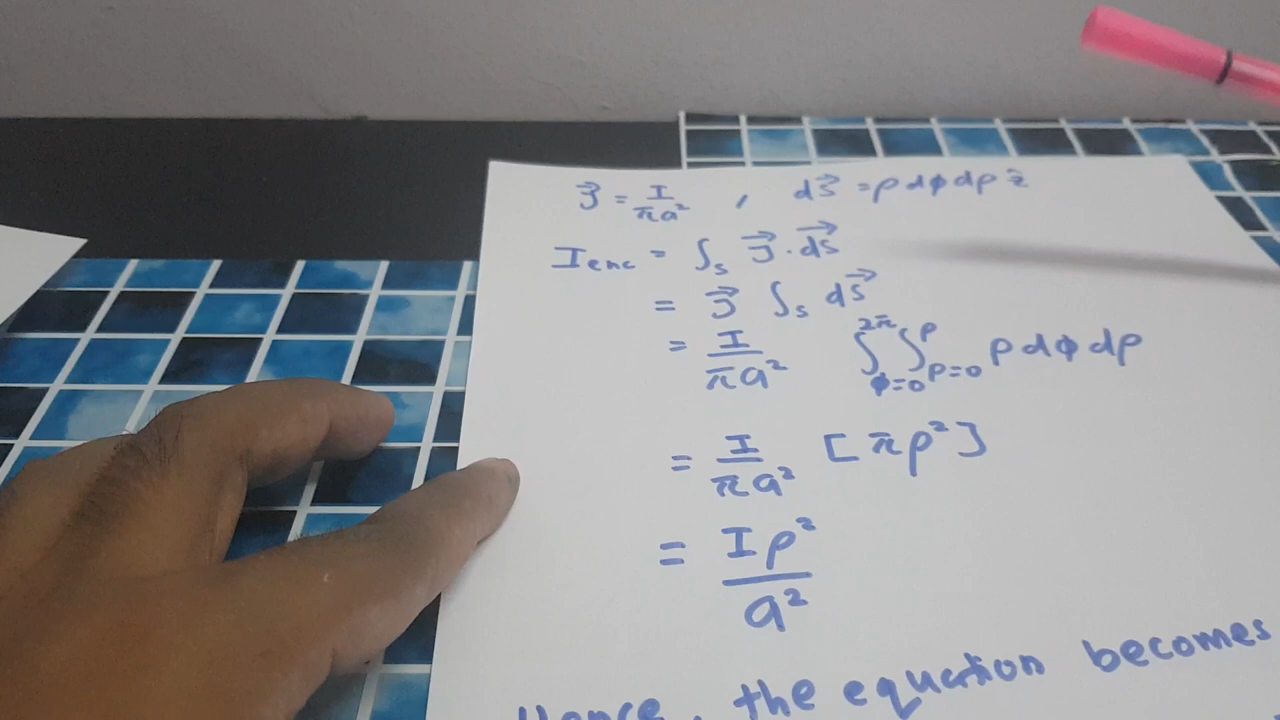 J⃗ = I/πa² , dS⃗ = ρ dϕ dρ ẑ
Ienc = ∫s J⃗ · ds⃗
= J⃗ ∫s ds⃗
= I/πa² ∫_{ϕ=0}^{2π} ∫_{ρ=0}^{ρ} ρ dϕ dρ
= I/πa² [πρ²]
= Iρ²/a²
Hence, the equation becomes